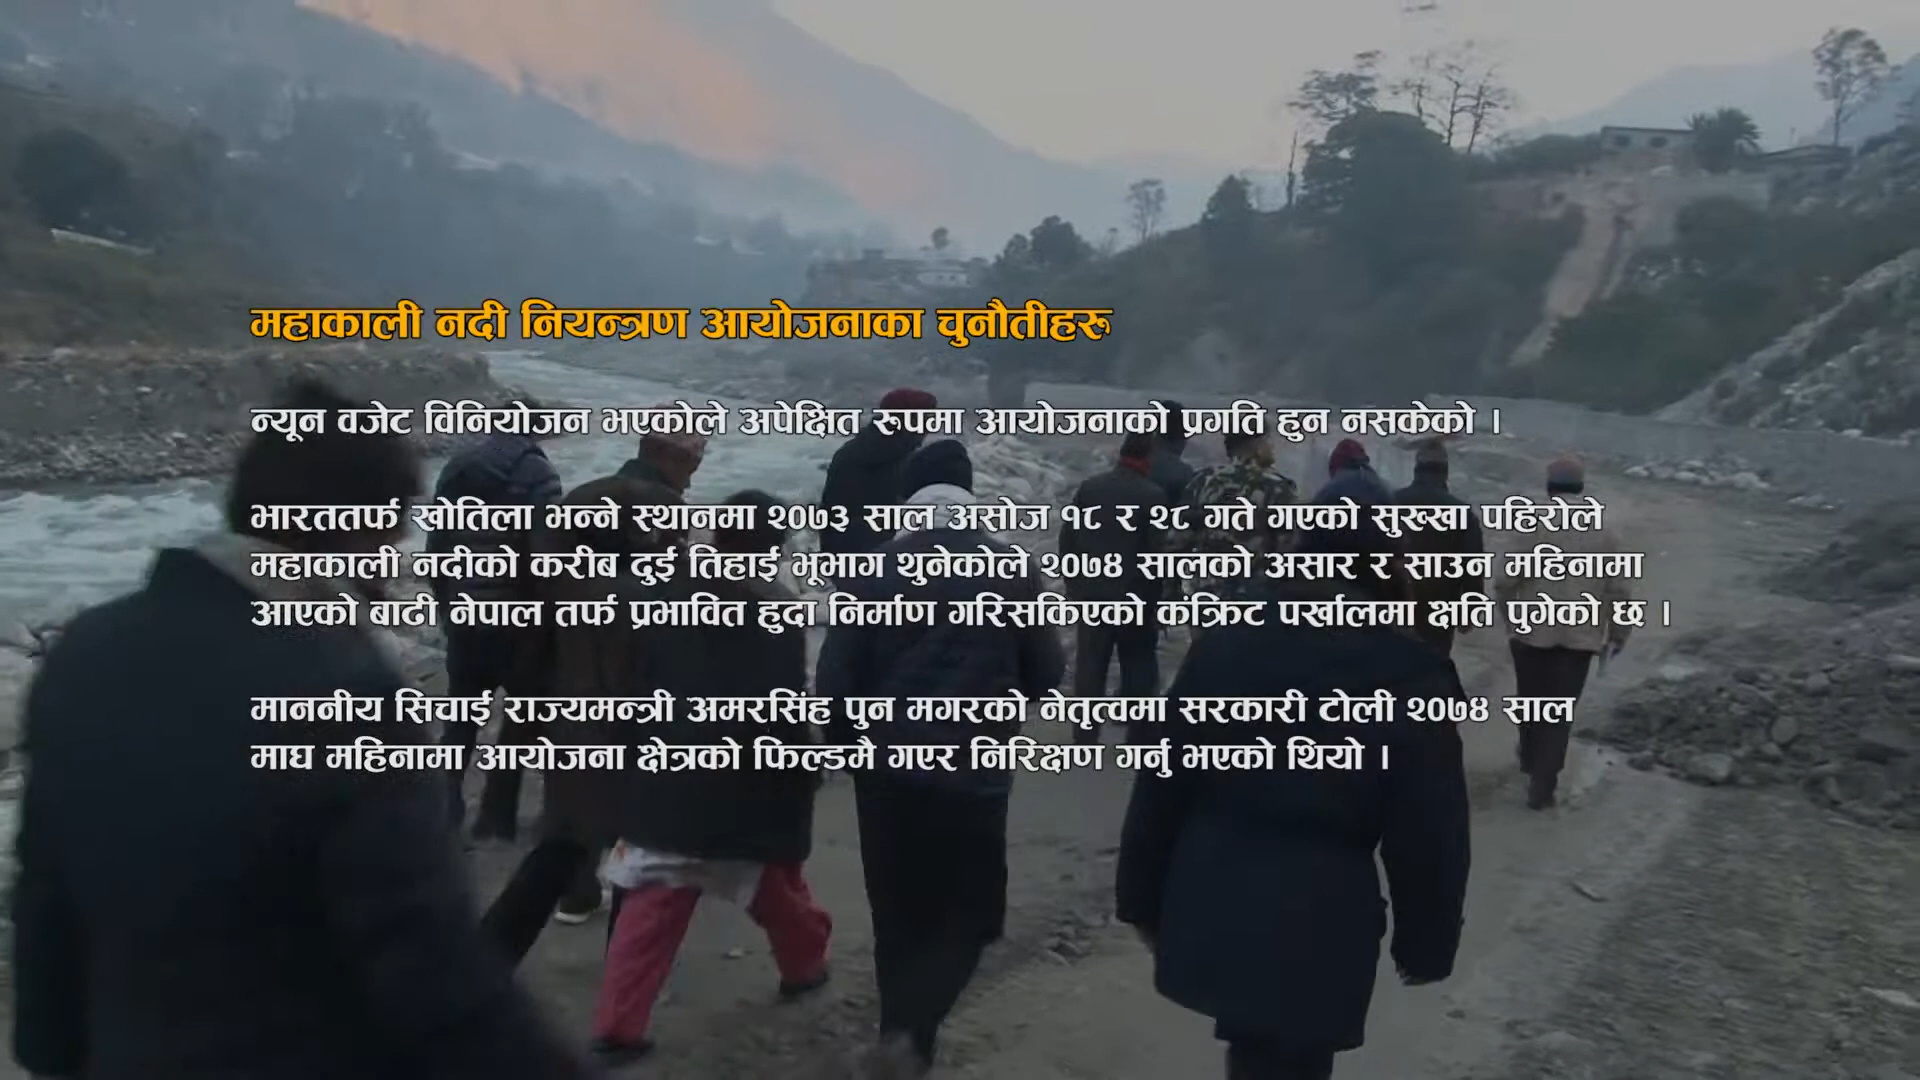 महाकाली नदी नियन्त्रण आयोजनाका चुनौतीहरू
न्यून वजेट विनियोजन भएकोले अपेक्षित रुपमा आयोजनाको प्रगति हुन नसकेको ।
भारततर्फ खोतिला भन्ने स्थानमा २०७३ साल असोज १८ र २८ गते गएको सुख्खा पहिरोले
महाकाली नदीको करीब दुई तिहाई भूभाग थुनेकोले २०७४ सालको असार र साउन महिनामा
आएको बाढी नेपाल तर्फ प्रभावित हुदा निर्माण गरिसकिएको कंक्रिट पर्खालमा क्षति पुगेको छ ।
माननीय सिचाई राज्यमन्त्री अमरसिंह पुन मगरको नेतृत्वमा सरकारी टोली २०७४ साल
माघ महिनामा आयोजना क्षेत्रको फिल्डमै गएर निरिक्षण गर्नु भएको थियो ।